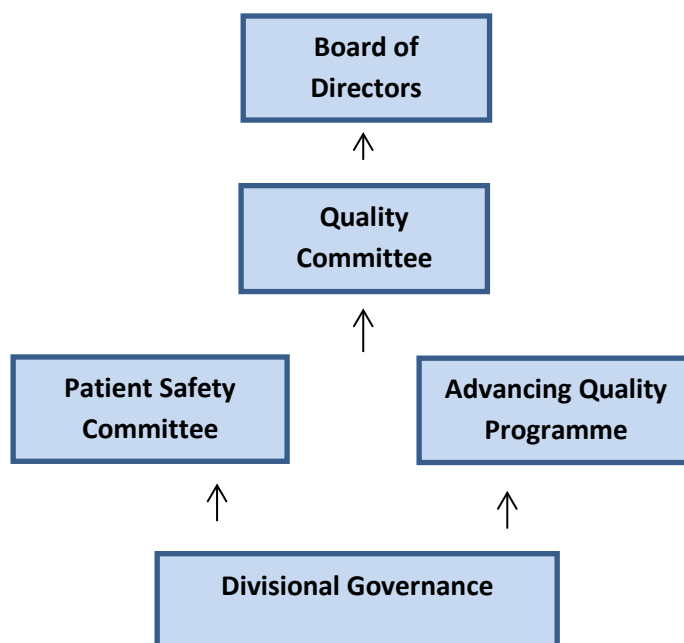 Board of
Directors
Quality
Committee
Patient Safety
Committee
Advancing Quality
Programme
Divisional Governance